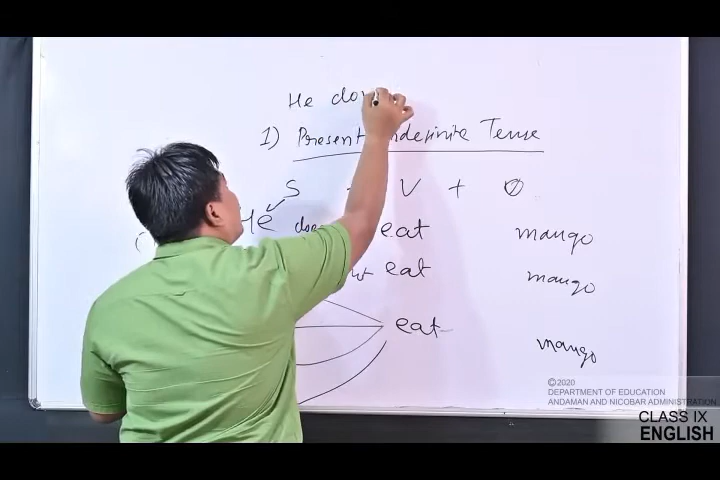 He do
1) Present Indefinite Tense
S + V + O
He does eat mango
eat mango
eat mango
©2020
DEPARTMENT OF EDUCATION
ANDAMAN AND NICOBAR ADMINISTRATION
CLASS IX
ENGLISH